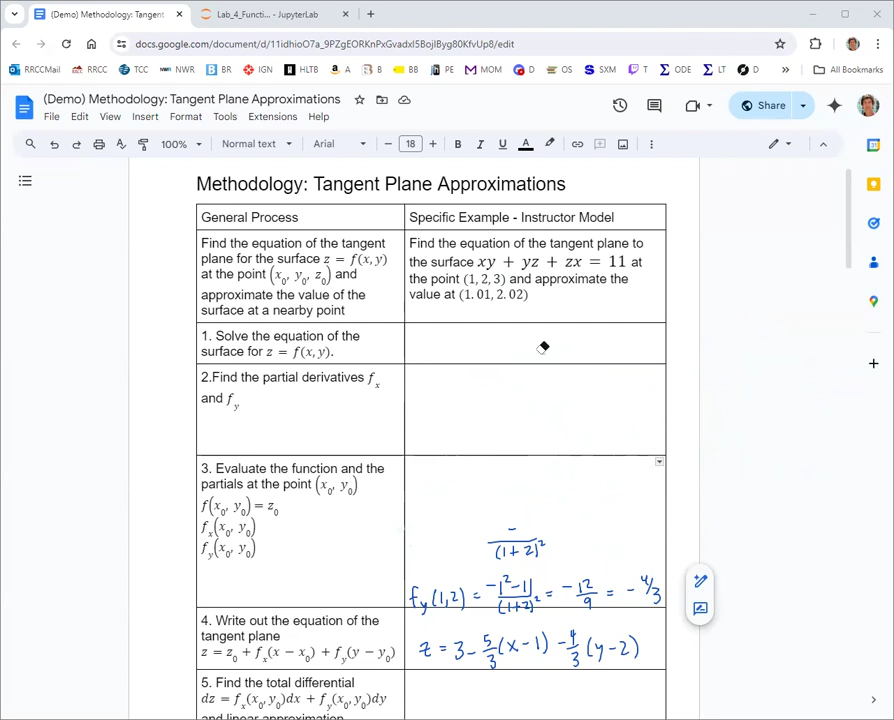 (Demo) Methodology: Tangent Plane
Lab_4_Functi... - JupyterLab
docs.google.com/document/d/11idhioO7a_9PZgEORKnPxGvadxl5BojIByg80KfvUp8/edit
RRCCMail RRCC TCC NWR BR IGN HLTB A B BB PE MOM D OS SXM T ODE LT D » All Bookmarks
(Demo) Methodology: Tangent Plane Approximations
File Edit View Insert Format Tools Extensions Help
Share
100% Normal text Arial − 18 + B I U A
Methodology: Tangent Plane Approximations
General Process
Specific Example - Instructor Model
Find the equation of the tangent
plane for the surface z = f(x, y)
at the point (x₀, y₀, z₀) and
approximate the value of the
surface at a nearby point
Find the equation of the tangent plane to
the surface xy + yz + zx = 11 at
the point (1, 2, 3) and approximate the
value at (1.01, 2.02)
1. Solve the equation of the
surface for z = f(x, y).
2.Find the partial derivatives fₓ
and f_y
3. Evaluate the function and the
partials at the point (x₀, y₀)
f(x₀, y₀) = z₀
fₓ(x₀, y₀)
f_y(x₀, y₀)
−/(1+2)²
f_y(1,2) = (−1²−11)/(1+2)² = −12/9 = −4/3
4. Write out the equation of the
tangent plane
z = z₀ + fₓ(x − x₀) + f_y(y − y₀)
z = 3 − 5/3(x−1) − 4/3(y−2)
5. Find the total differential
dz = fₓ(x₀, y₀)dx + f_y(x₀, y₀)dy
and linear approximation